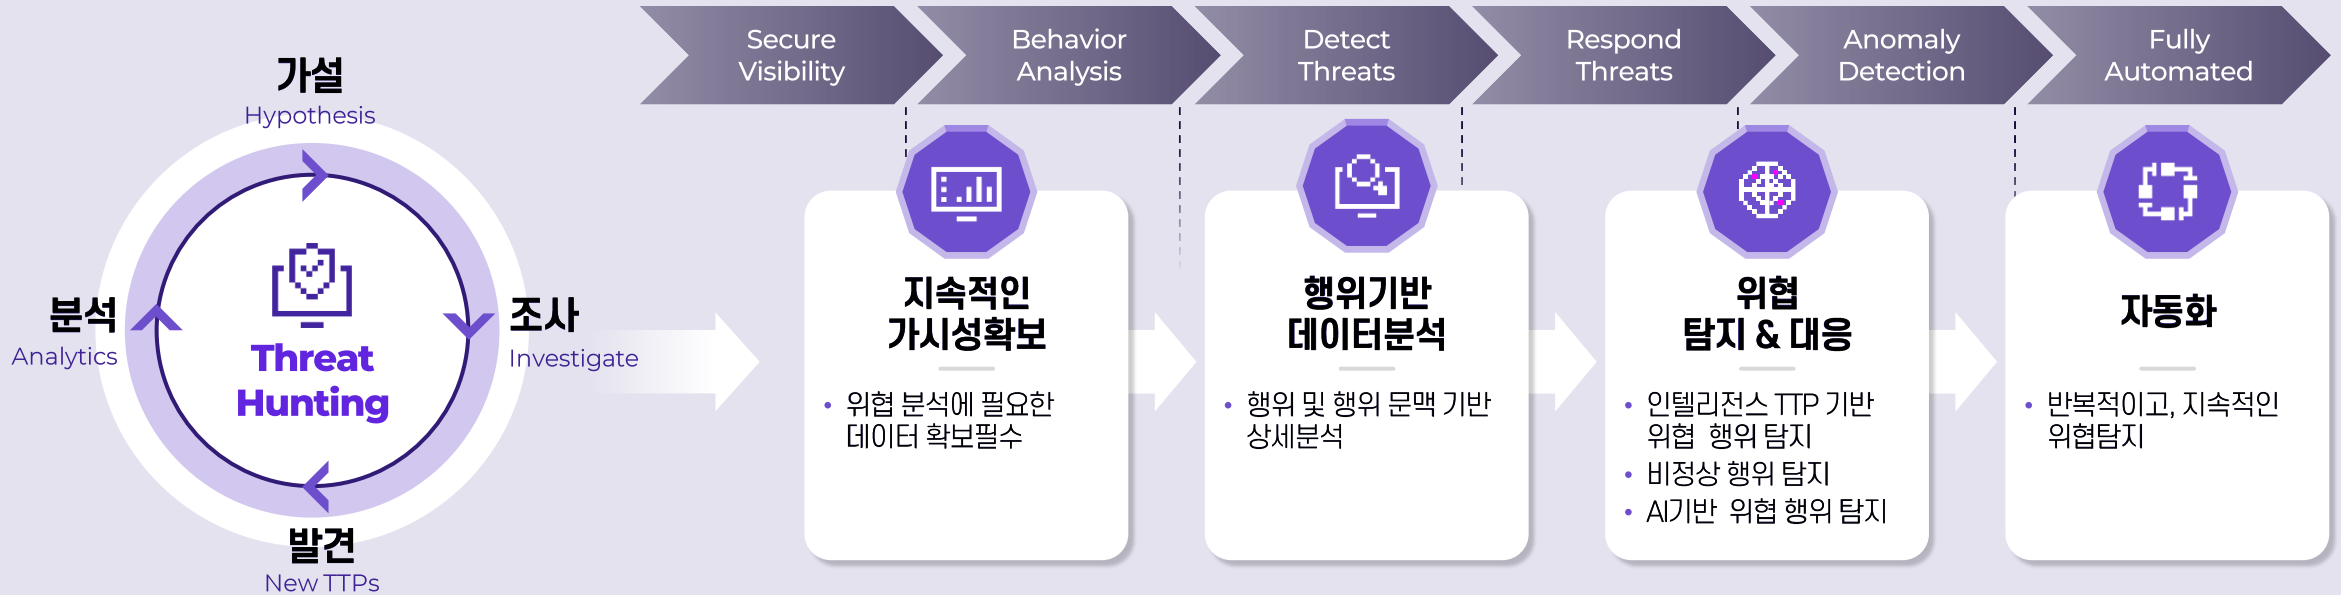 가설
Hypothesis
분석
Analytics
Threat
Hunting
조사
Investigate
발견
New TTPs
Secure
Visibility
Behavior
Analysis
Detect
Threats
Respond
Threats
Anomaly
Detection
Fully
Automated
지속적인
가시성확보
• 위협 분석에 필요한
데이터 확보필수
행위기반
데이터분석
• 행위 및 행위 문맥 기반
상세분석
위협
탐지 & 대응
• 인텔리전스 TTP 기반
위협 행위 탐지
• 비정상 행위 탐지
• AI기반 위협 행위 탐지
자동화
• 반복적이고, 지속적인
위협탐지